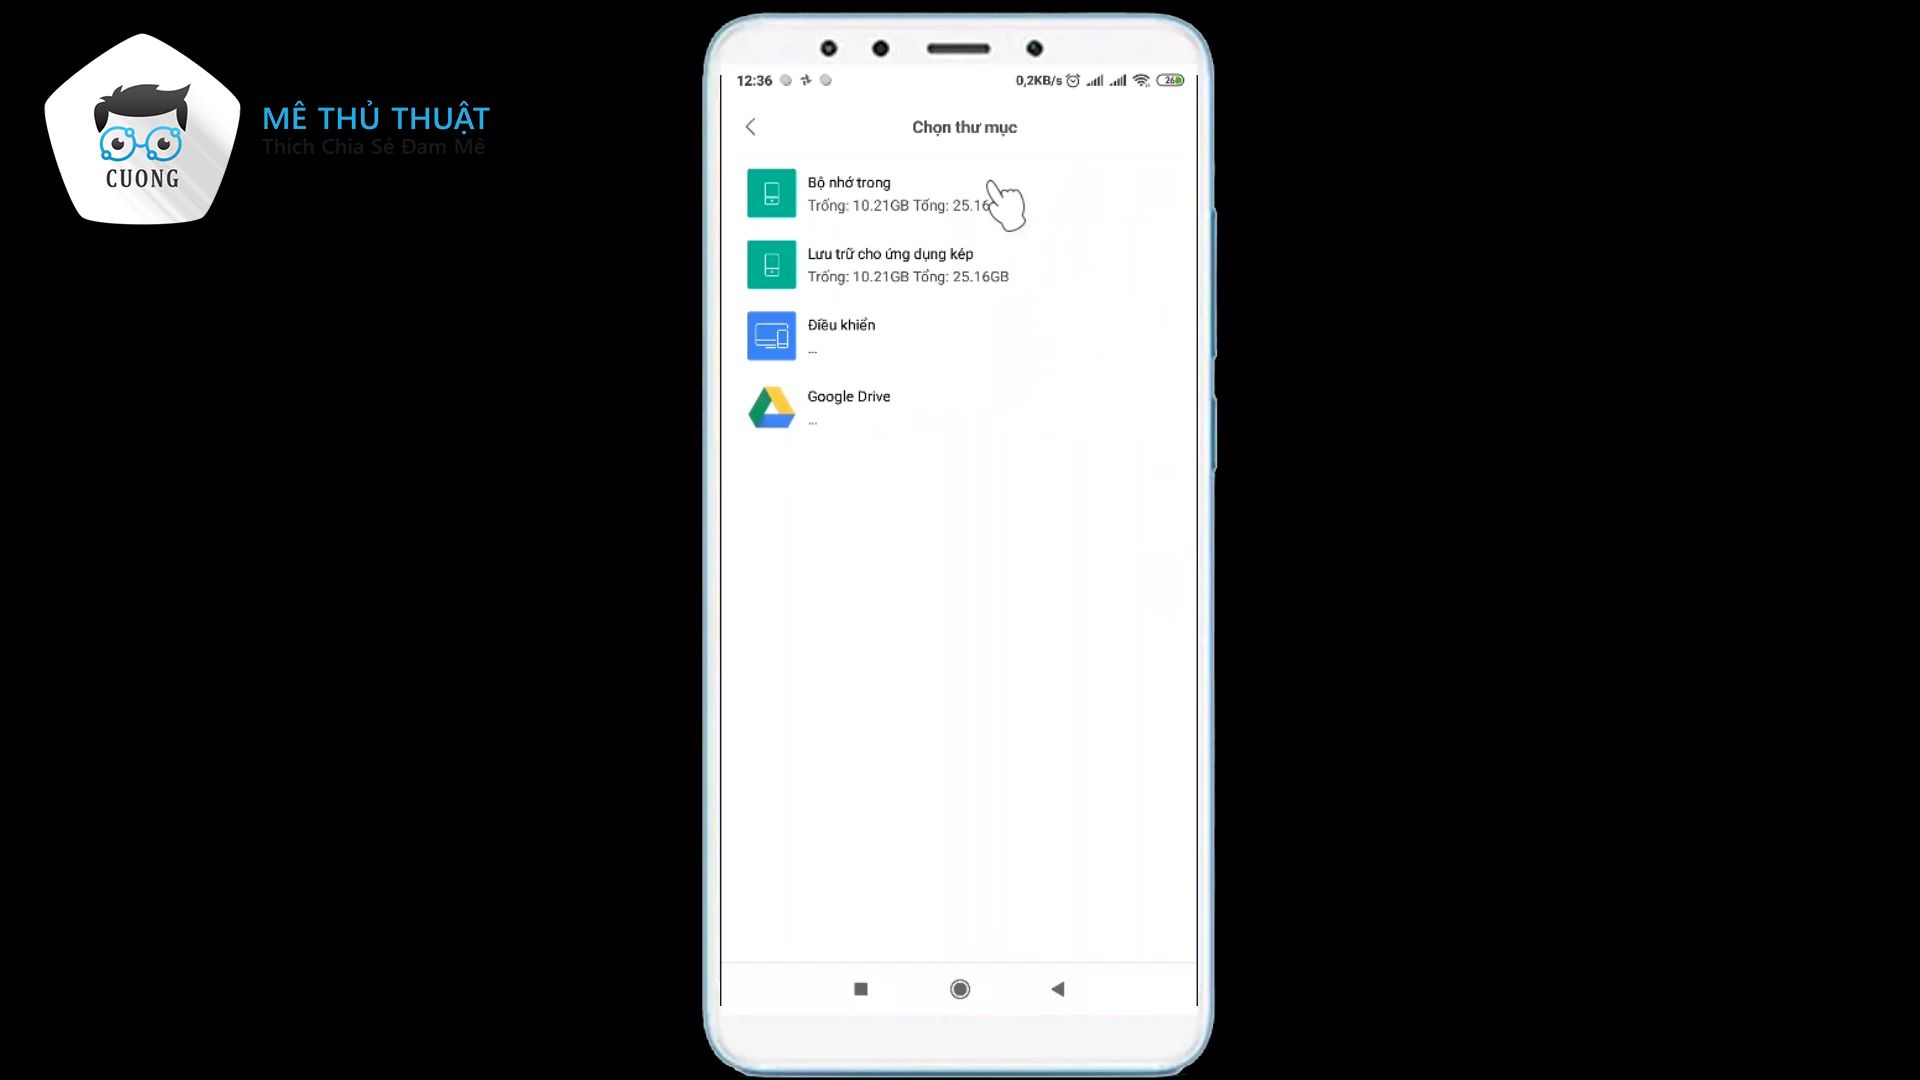 CUONG
MÊ THỦ THUẬT
Thích Chia Sẻ Đam Mê
12:36
0,2KB/s
26
Chọn thư mục
Bộ nhớ trong
Trống: 10.21GB Tổng: 25.16
Lưu trữ cho ứng dụng kép
Trống: 10.21GB Tổng: 25.16GB
Điều khiển
...
Google Drive
...